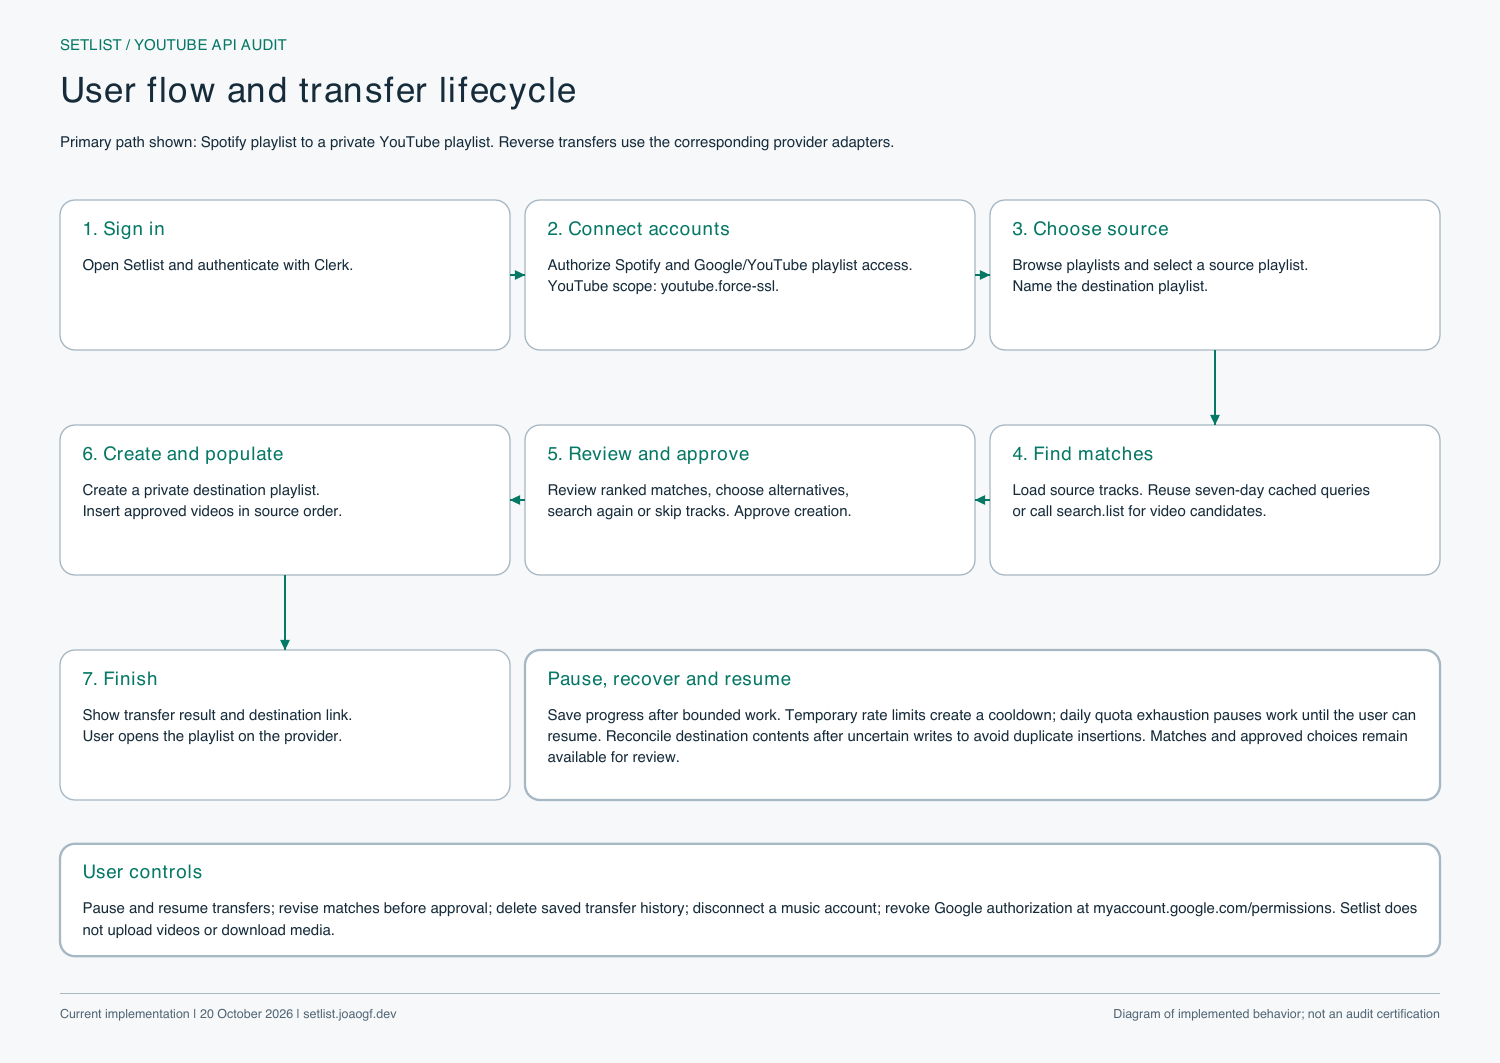 SETLIST / YOUTUBE API AUDIT
User flow and transfer lifecycle
Primary path shown: Spotify playlist to a private YouTube playlist. Reverse transfers use the corresponding provider adapters.
1. Sign in
Open Setlist and authenticate with Clerk.
2. Connect accounts
Authorize Spotify and Google/YouTube playlist access.
YouTube scope: youtube.force-ssl.
3. Choose source
Browse playlists and select a source playlist.
Name the destination playlist.
4. Find matches
Load source tracks. Reuse seven-day cached queries
or call search.list for video candidates.
5. Review and approve
Review ranked matches, choose alternatives,
search again or skip tracks. Approve creation.
6. Create and populate
Create a private destination playlist.
Insert approved videos in source order.
7. Finish
Show transfer result and destination link.
User opens the playlist on the provider.
Pause, recover and resume
Save progress after bounded work. Temporary rate limits create a cooldown; daily quota exhaustion pauses work until the user can
resume. Reconcile destination contents after uncertain writes to avoid duplicate insertions. Matches and approved choices remain
available for review.
User controls
Pause and resume transfers; revise matches before approval; delete saved transfer history; disconnect a music account; revoke Google authorization at myaccount.google.com/permissions. Setlist does
not upload videos or download media.
Current implementation | 20 October 2026 | setlist.joaogf.dev
Diagram of implemented behavior; not an audit certification